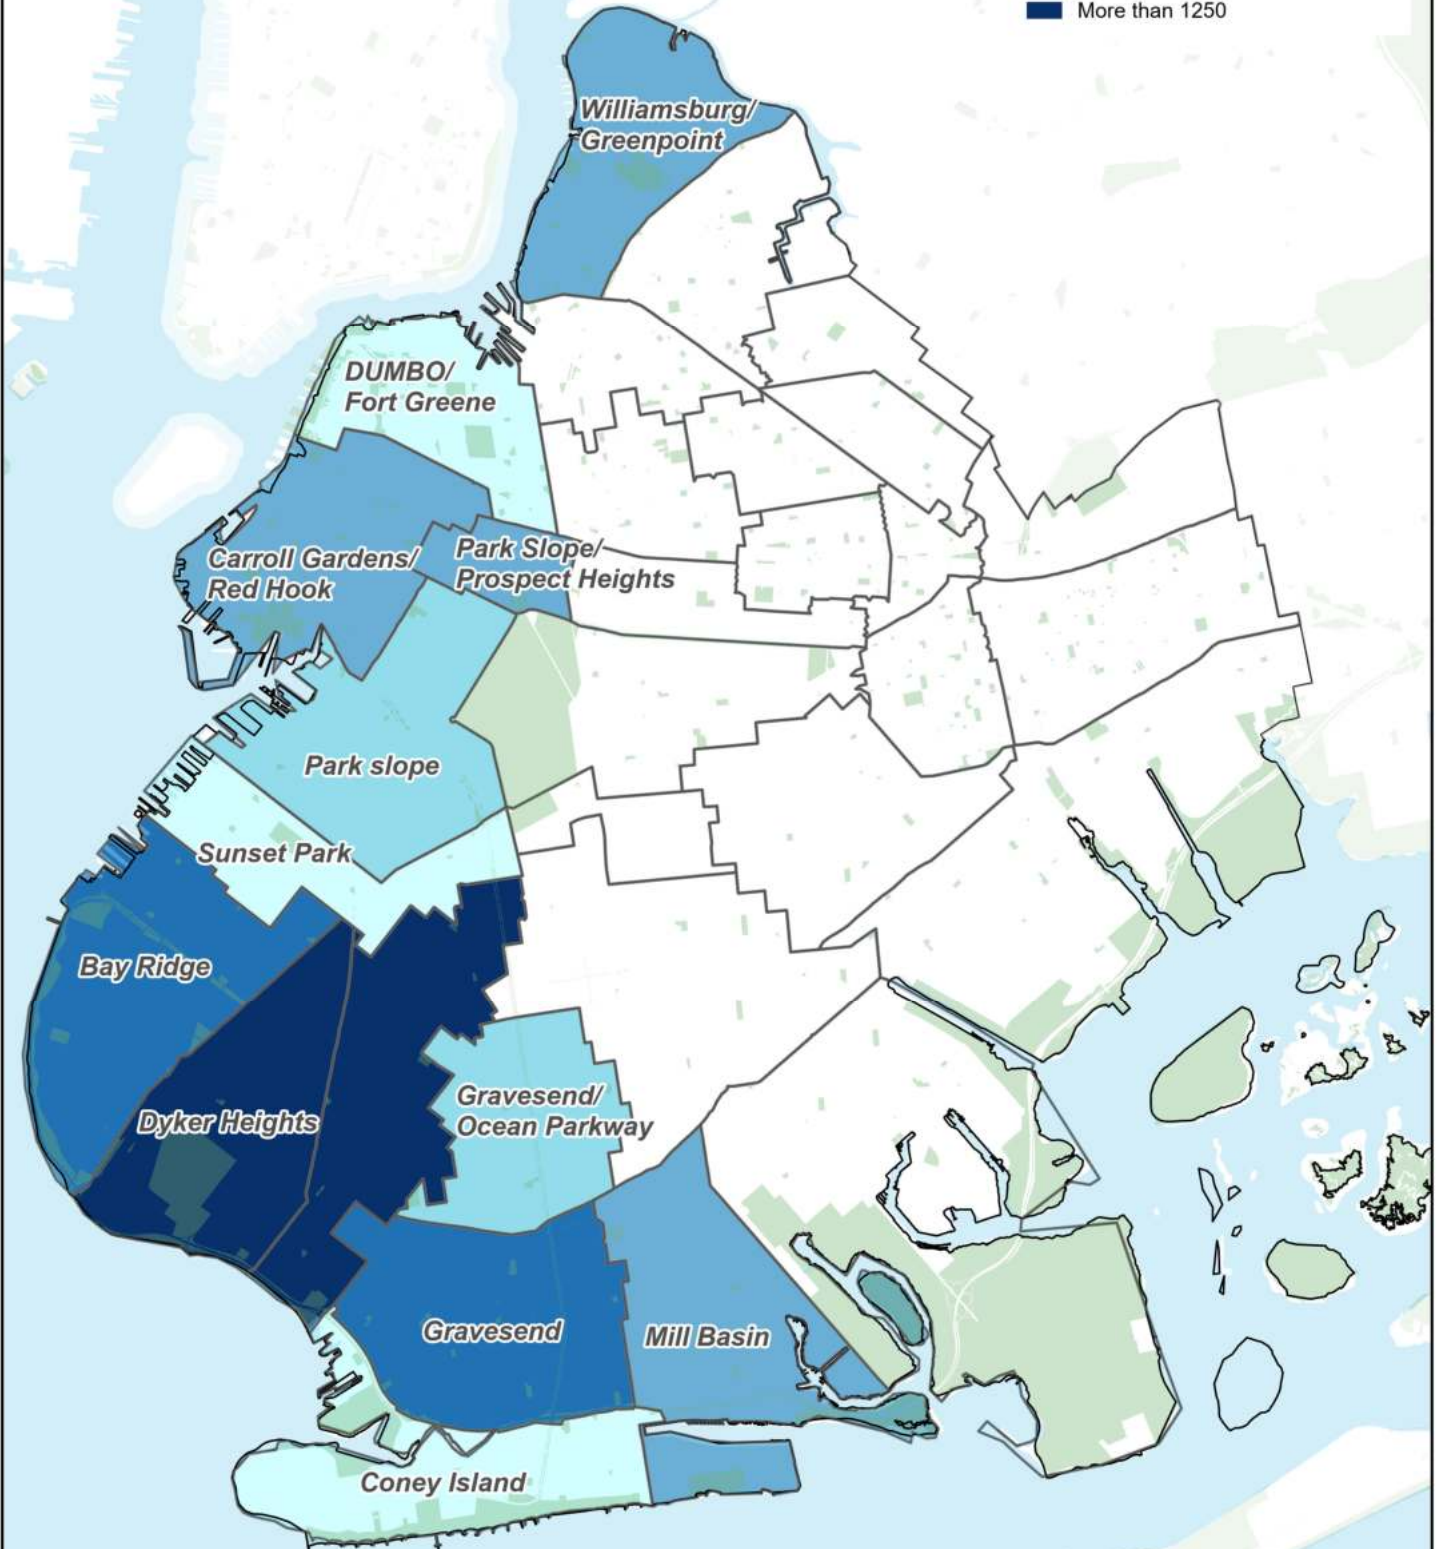 More than 1250
Williamsburg/
Greenpoint
DUMBO/
Fort Greene
Carroll Gardens/
Red Hook
Park Slope/
Prospect Heights
Park slope
Sunset Park
Bay Ridge
Dyker Heights
Gravesend/
Ocean Parkway
Gravesend
Mill Basin
Coney Island